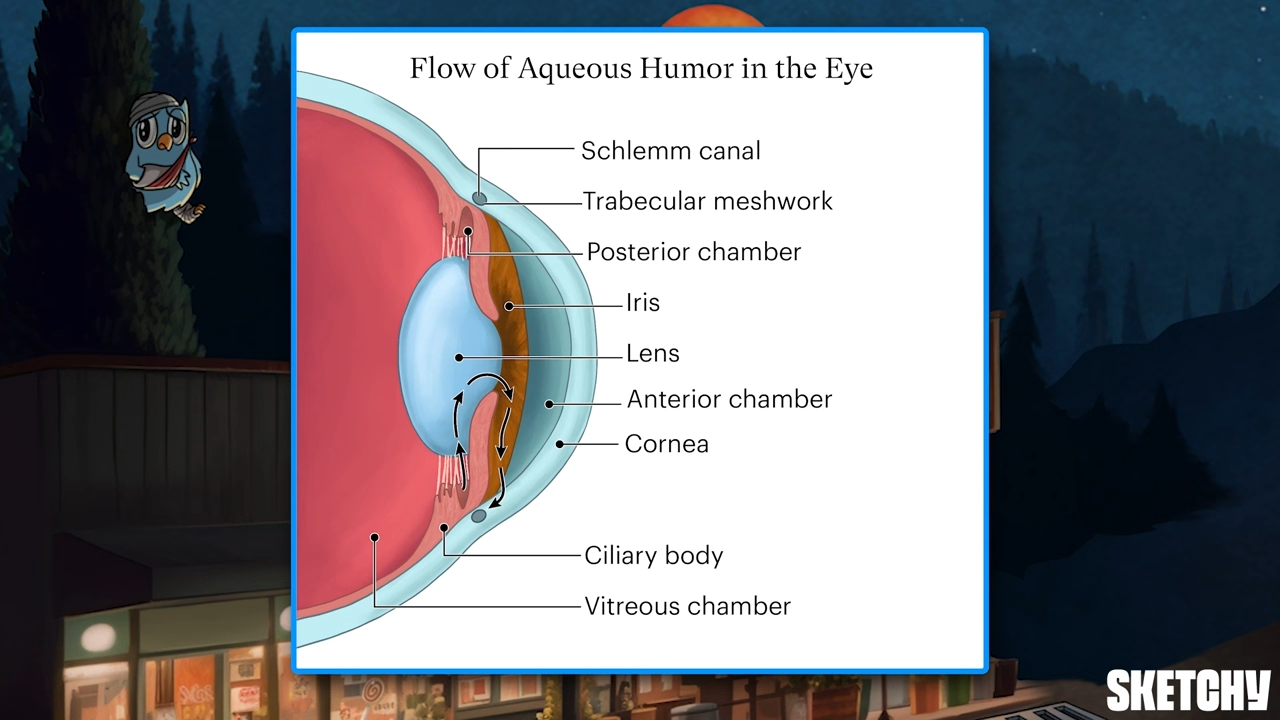 Flow of Aqueous Humor in the Eye
Schlemm canal
Trabecular meshwork
Posterior chamber
Iris
Lens
Anterior chamber
Cornea
Ciliary body
Vitreous chamber
SKETCHY